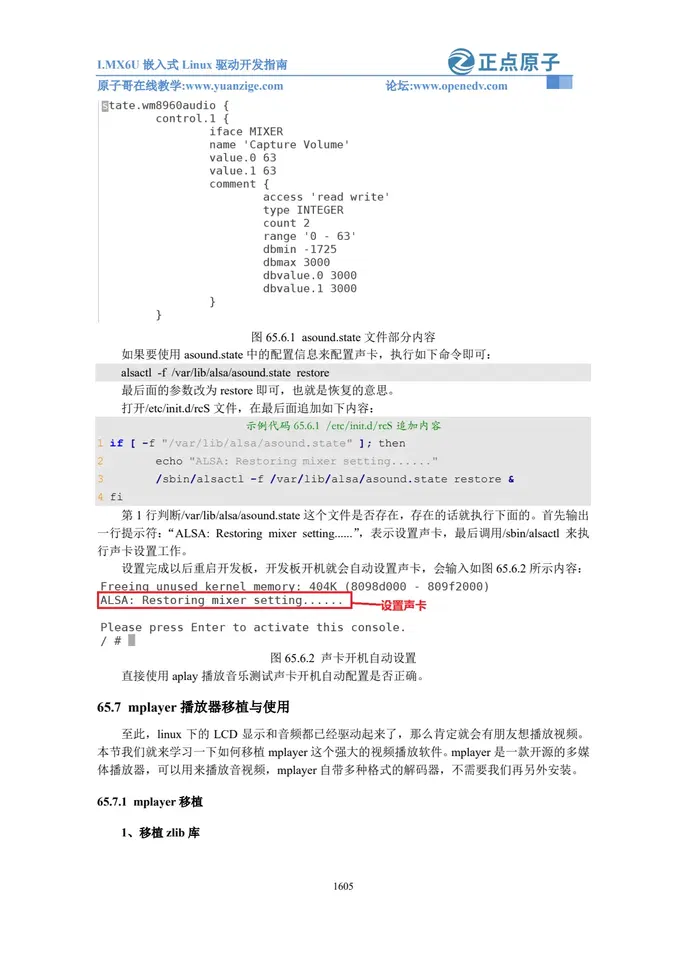 I.MX6U 嵌入式 Linux 驱动开发指南
正点原子
原子哥在线教学:www.yuanzige.com 论坛:www.openedv.com
state.wm8960audio {
control.1 {
iface MIXER
name 'Capture Volume'
value.0 63
value.1 63
comment {
access 'read write'
type INTEGER
count 2
range '0 - 63'
dbmin -1725
dbmax 3000
dbvalue.0 3000
dbvalue.1 3000
}
}
图 65.6.1 asound.state 文件部分内容
如果要使用 asound.state 中的配置信息来配置声卡，执行如下命令即可：
alsactl -f /var/lib/alsa/asound.state restore
最后面的参数改为 restore 即可，也就是恢复的意思。
打开/etc/init.d/rcS 文件，在最后面追加如下内容：
示例代码 65.6.1 /etc/init.d/rcS 追加内容
1 if [ -f "/var/lib/alsa/asound.state" ]; then
2 echo "ALSA: Restoring mixer setting......"
3 /sbin/alsactl -f /var/lib/alsa/asound.state restore &
4 fi
第 1 行判断/var/lib/alsa/asound.state 这个文件是否存在，存在的话就执行下面的。首先输出
一行提示符：“ALSA: Restoring mixer setting......”，表示设置声卡，最后调用/sbin/alsactl 来执
行声卡设置工作。
设置完成以后重启开发板，开发板开机就会自动设置声卡，会输入如图 65.6.2 所示内容：
Freeing unused kernel memory: 404K (8098d000 - 809f2000)
ALSA: Restoring mixer setting...... 设置声卡
Please press Enter to activate this console.
/ #
图 65.6.2 声卡开机自动设置
直接使用 aplay 播放音乐测试声卡开机自动配置是否正确。
65.7 mplayer 播放器移植与使用
至此，linux 下的 LCD 显示和音频都已经驱动起来了，那么肯定就会有朋友想播放视频。
本节我们就来学习一下如何移植 mplayer 这个强大的视频播放软件。mplayer 是一款开源的多媒
体播放器，可以用来播放音视频，mplayer 自带多种格式的解码器，不需要我们再另外安装。
65.7.1 mplayer 移植
1、移植 zlib 库
1605